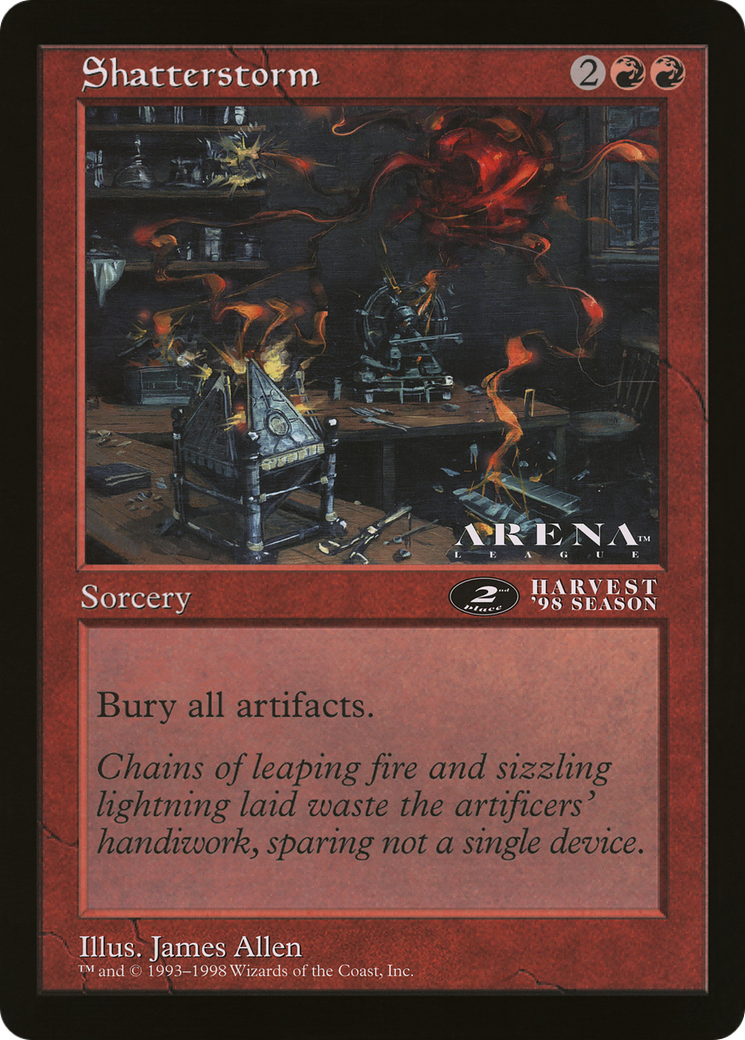 Shatterstorm
2
ARENA™
LEAGUE
Sorcery
2nd place
HARVEST
'98 SEASON
Bury all artifacts.
Chains of leaping fire and sizzling
lightning laid waste the artificers'
handiwork, sparing not a single device.
Illus. James Allen
™ and © 1993–1998 Wizards of the Coast, Inc.